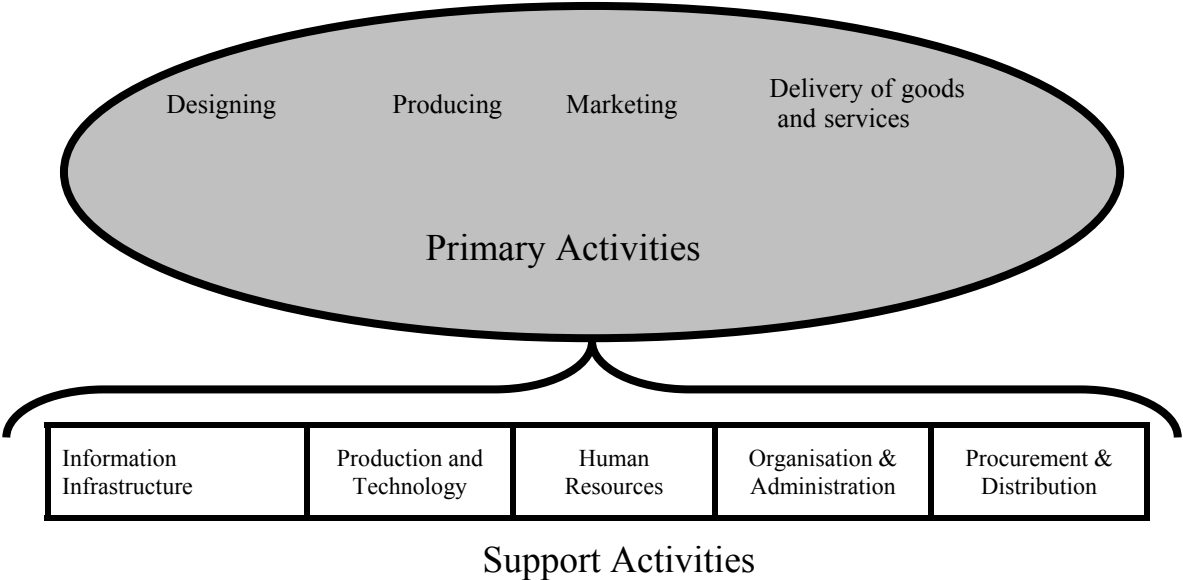 Designing
Producing
Marketing
Delivery of goods
and services
Primary Activities
Information
Infrastructure
Production and
Technology
Human
Resources
Organisation &
Administration
Procurement &
Distribution
Support Activities